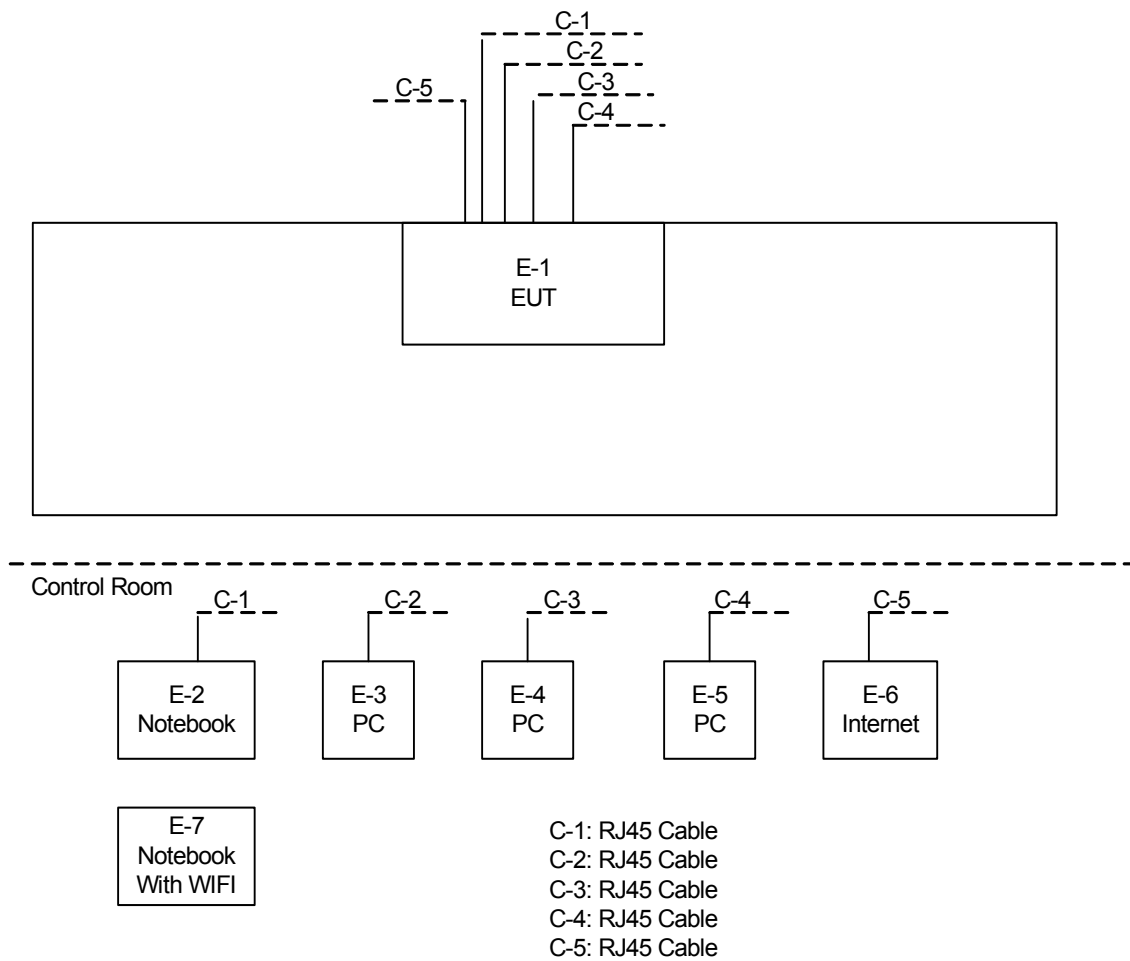 C-1
C-2
C-3
C-5
C-4
E-1
EUT
Control Room
C-1
C-2
C-3
C-4
C-5
E-2
Notebook
E-3
PC
E-4
PC
E-5
PC
E-6
Internet
E-7
Notebook
With WIFI
C-1: RJ45 Cable
C-2: RJ45 Cable
C-3: RJ45 Cable
C-4: RJ45 Cable
C-5: RJ45 Cable